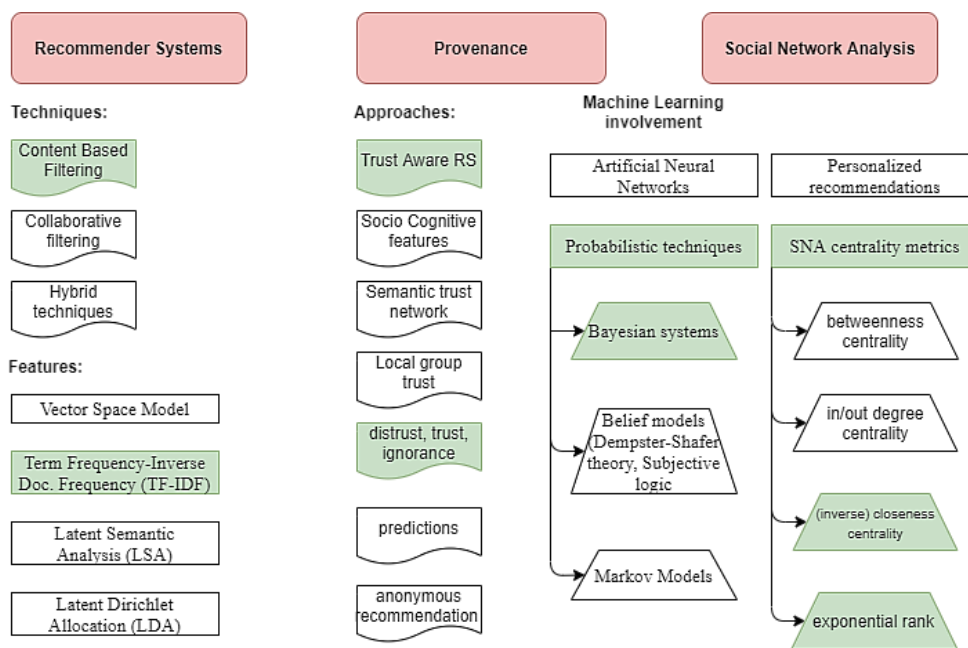 Recommender Systems
Provenance
Social Network Analysis
Techniques:
Content Based
Filtering
Collaborative
filtering
Hybrid
techniques
Features:
Vector Space Model
Term Frequency-Inverse
Doc. Frequency (TF-IDF)
Latent Semantic
Analysis (LSA)
Latent Dirichlet
Allocation (LDA)
Approaches:
Trust Aware RS
Socio Cognitive
features
Semantic trust
network
Local group
trust
distrust, trust,
ignorance
predictions
anonymous
recommendation
Machine Learning
involvement
Artificial Neural
Networks
Probabilistic techniques
Bayesian systems
Belief models
(Dempster-Shafer
theory, Subjective
logic
Markov Models
Personalized
recommendations
SNA centrality metrics
betweenness
centrality
in/out degree
centrality
(inverse) closeness
centrality
exponential rank